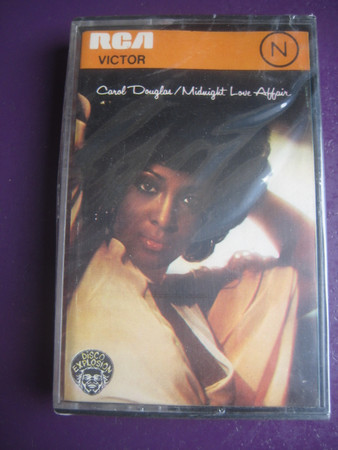 RCA
VICTOR
N
Carol Douglas/Midnight Love Affair
DISCO
EXPLOSION